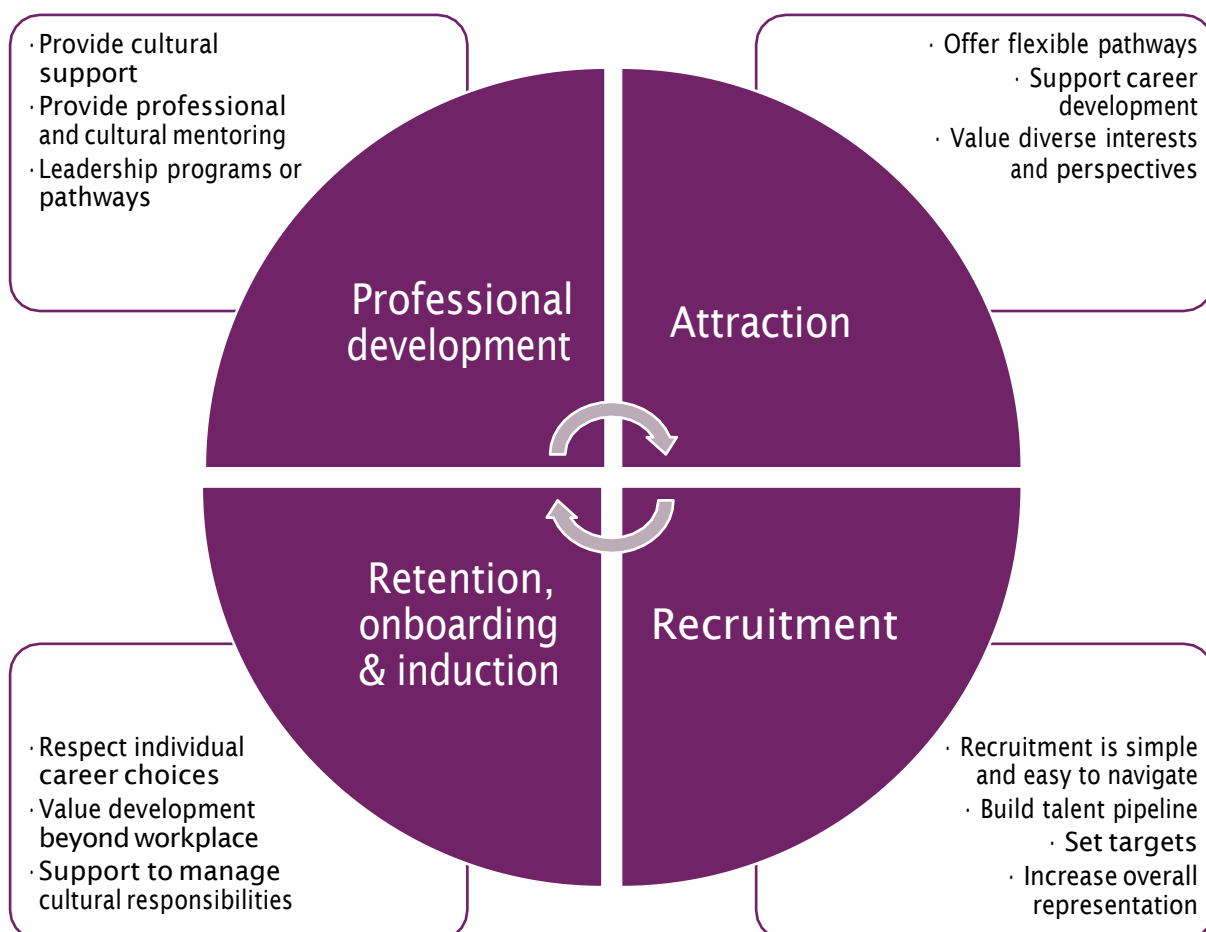 · Provide cultural
support
· Provide professional
and cultural mentoring
· Leadership programs or
pathways
· Offer flexible pathways
· Support career
development
· Value diverse interests
and perspectives
Professional
development
Attraction
Retention,
onboarding
& induction
Recruitment
· Respect individual
career choices
· Value development
beyond workplace
· Support to manage
cultural responsibilities
· Recruitment is simple
and easy to navigate
· Build talent pipeline
· Set targets
· Increase overall
representation